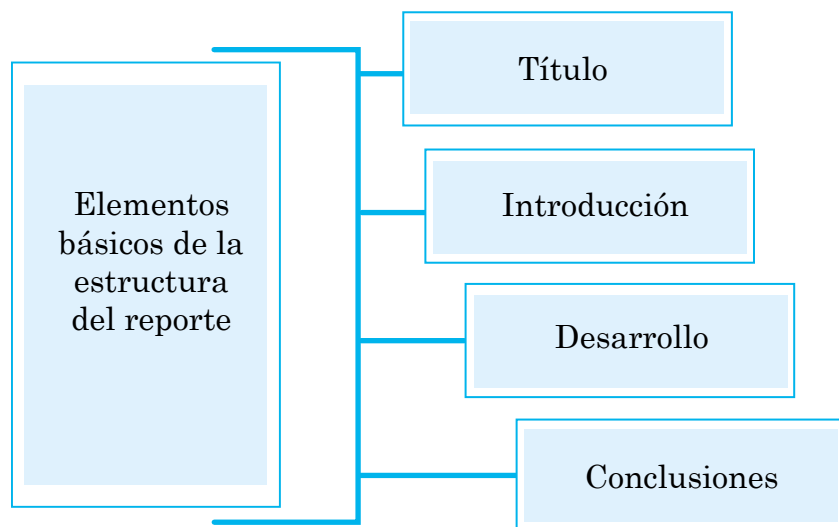 Elementos
básicos de la
estructura
del reporte
Título
Introducción
Desarrollo
Conclusiones